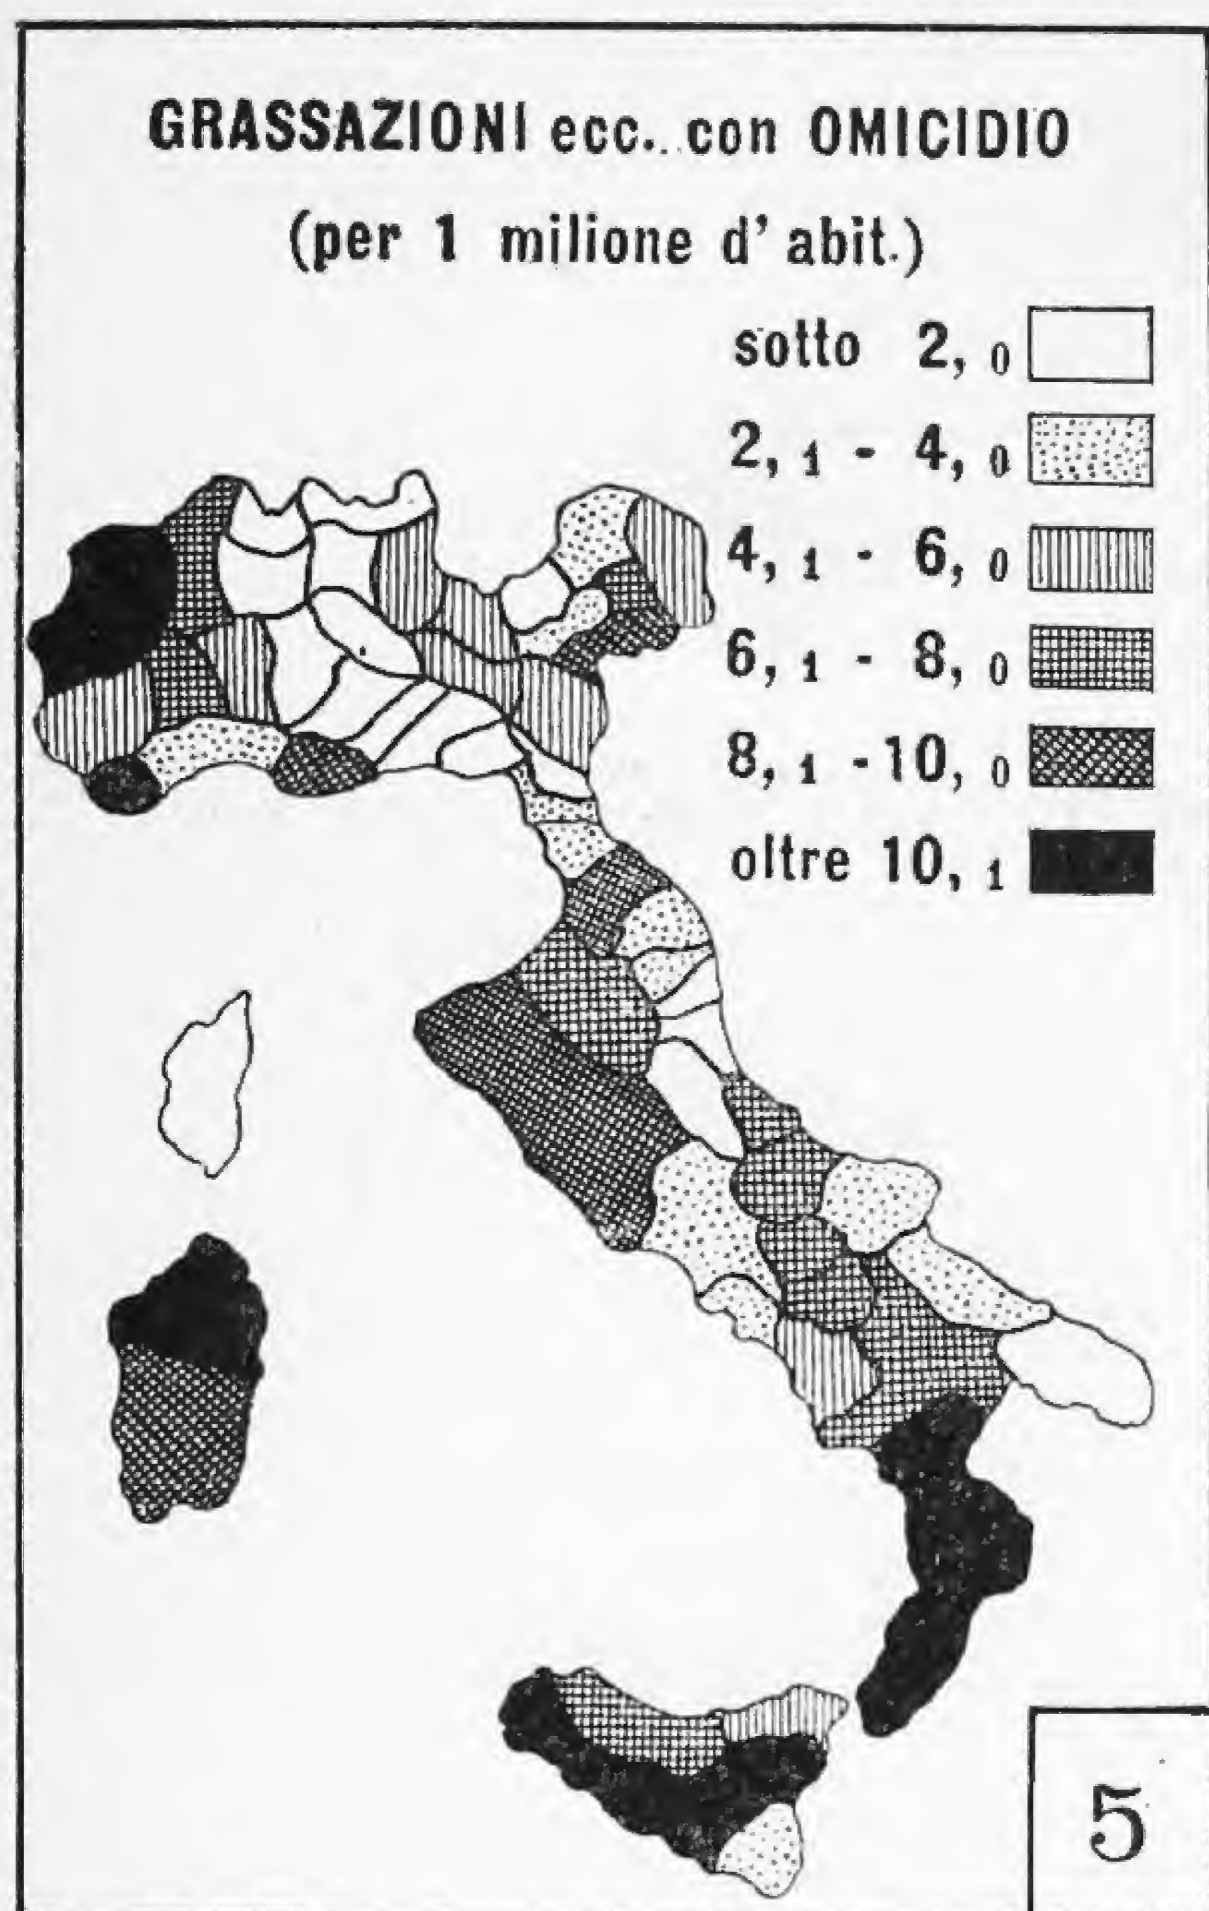 GRASSAZIONI ecc. con OMICIDIO
(per 1 milione d'abit.)
sotto 2,0
2,1 - 4,0
4,1 - 6,0
6,1 - 8,0
8,1 - 10,0
oltre 10,1
5